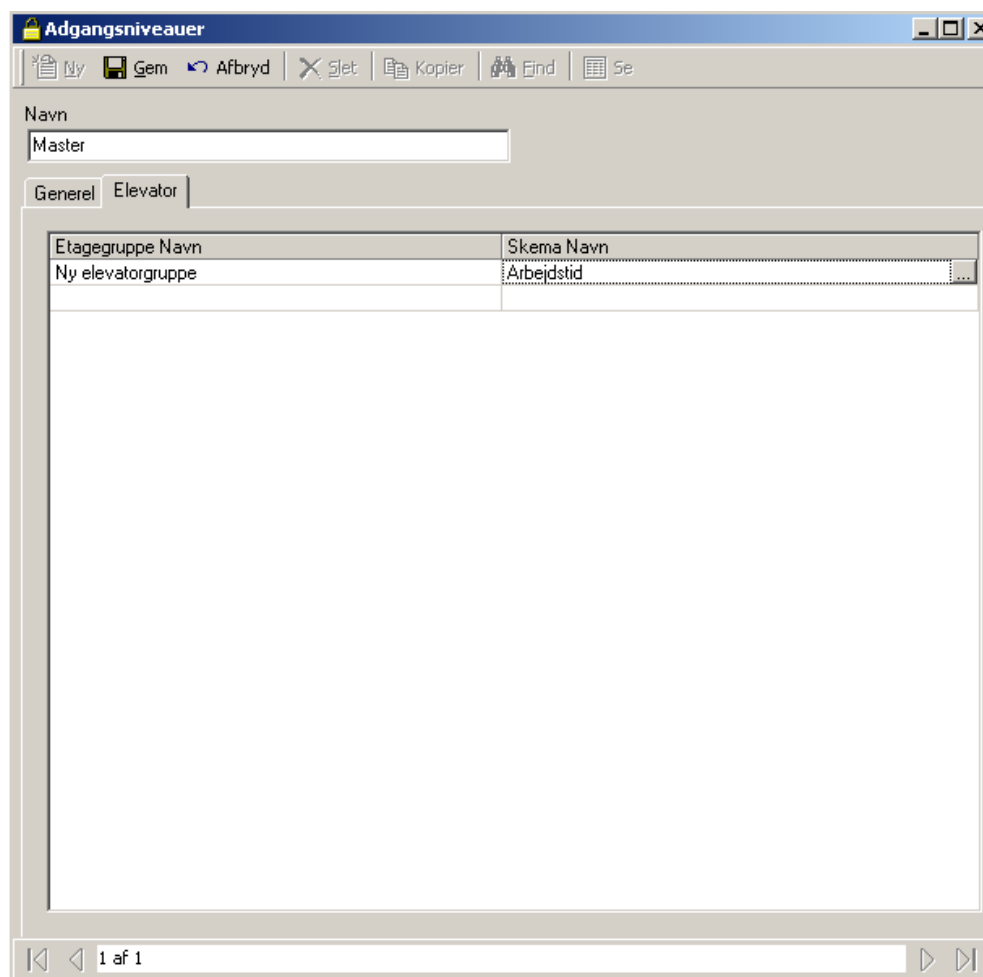 Adgangsniveauer
Ny Gem Afbryd Slet Kopier Find Se
Navn
Master
Generel Elevator
Etagegruppe Navn Skema Navn
Ny elevatorgruppe Arbejdstid ...
1 af 1